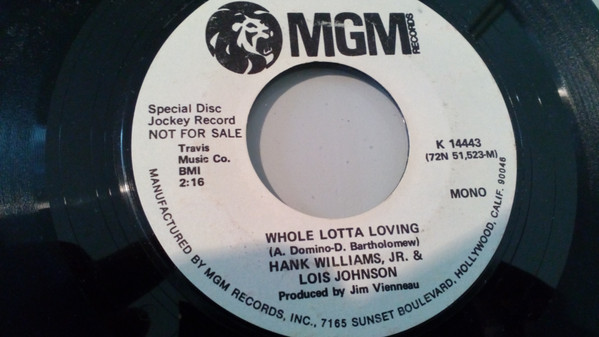 MGM RECORDS
Special Disc
Jockey Record
NOT FOR SALE
Travis
Music Co.
BMI
2:16
K 14443
(72N 51,523-M)
MONO
WHOLE LOTTA LOVING
(A. Domino-D. Bartholomew)
HANK WILLIAMS, JR. &
LOIS JOHNSON
Produced by Jim Vienneau
MANUFACTURED BY MGM RECORDS, INC., 7165 SUNSET BOULEVARD, HOLLYWOOD, CALIF. 90046